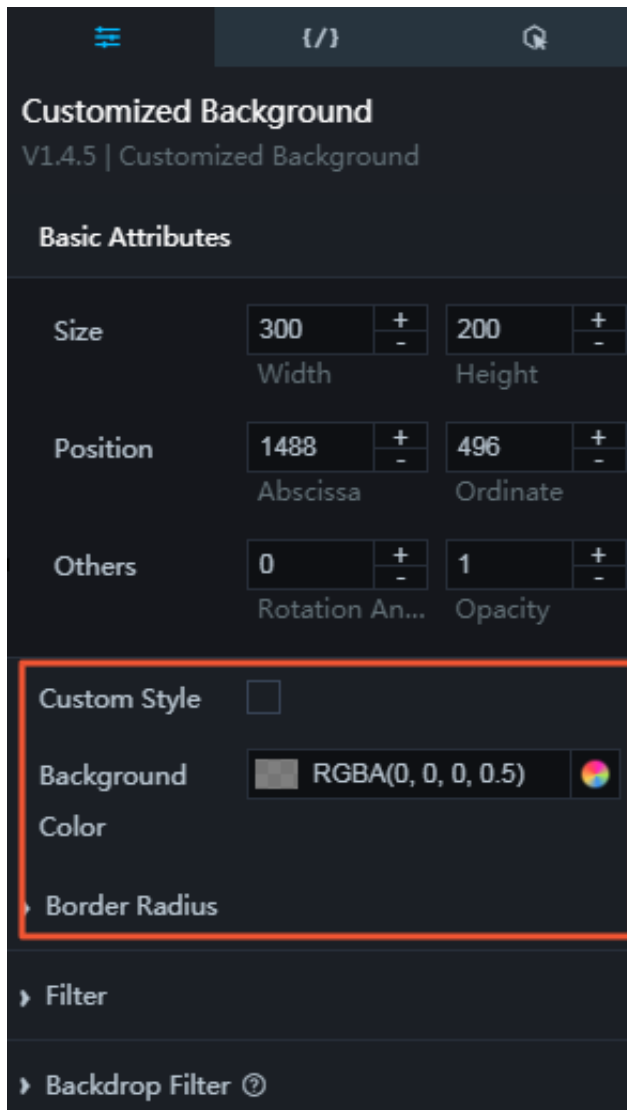 {/}
Customized Background
V1.4.5 | Customized Background
Basic Attributes
Size 300 + - 200 + -
Width Height
Position 1488 + - 496 + -
Abscissa Ordinate
Others 0 + - 1 + -
Rotation An... Opacity
Custom Style
Background RGBA(0, 0, 0, 0.5)
Color
Border Radius
Filter
Backdrop Filter ?